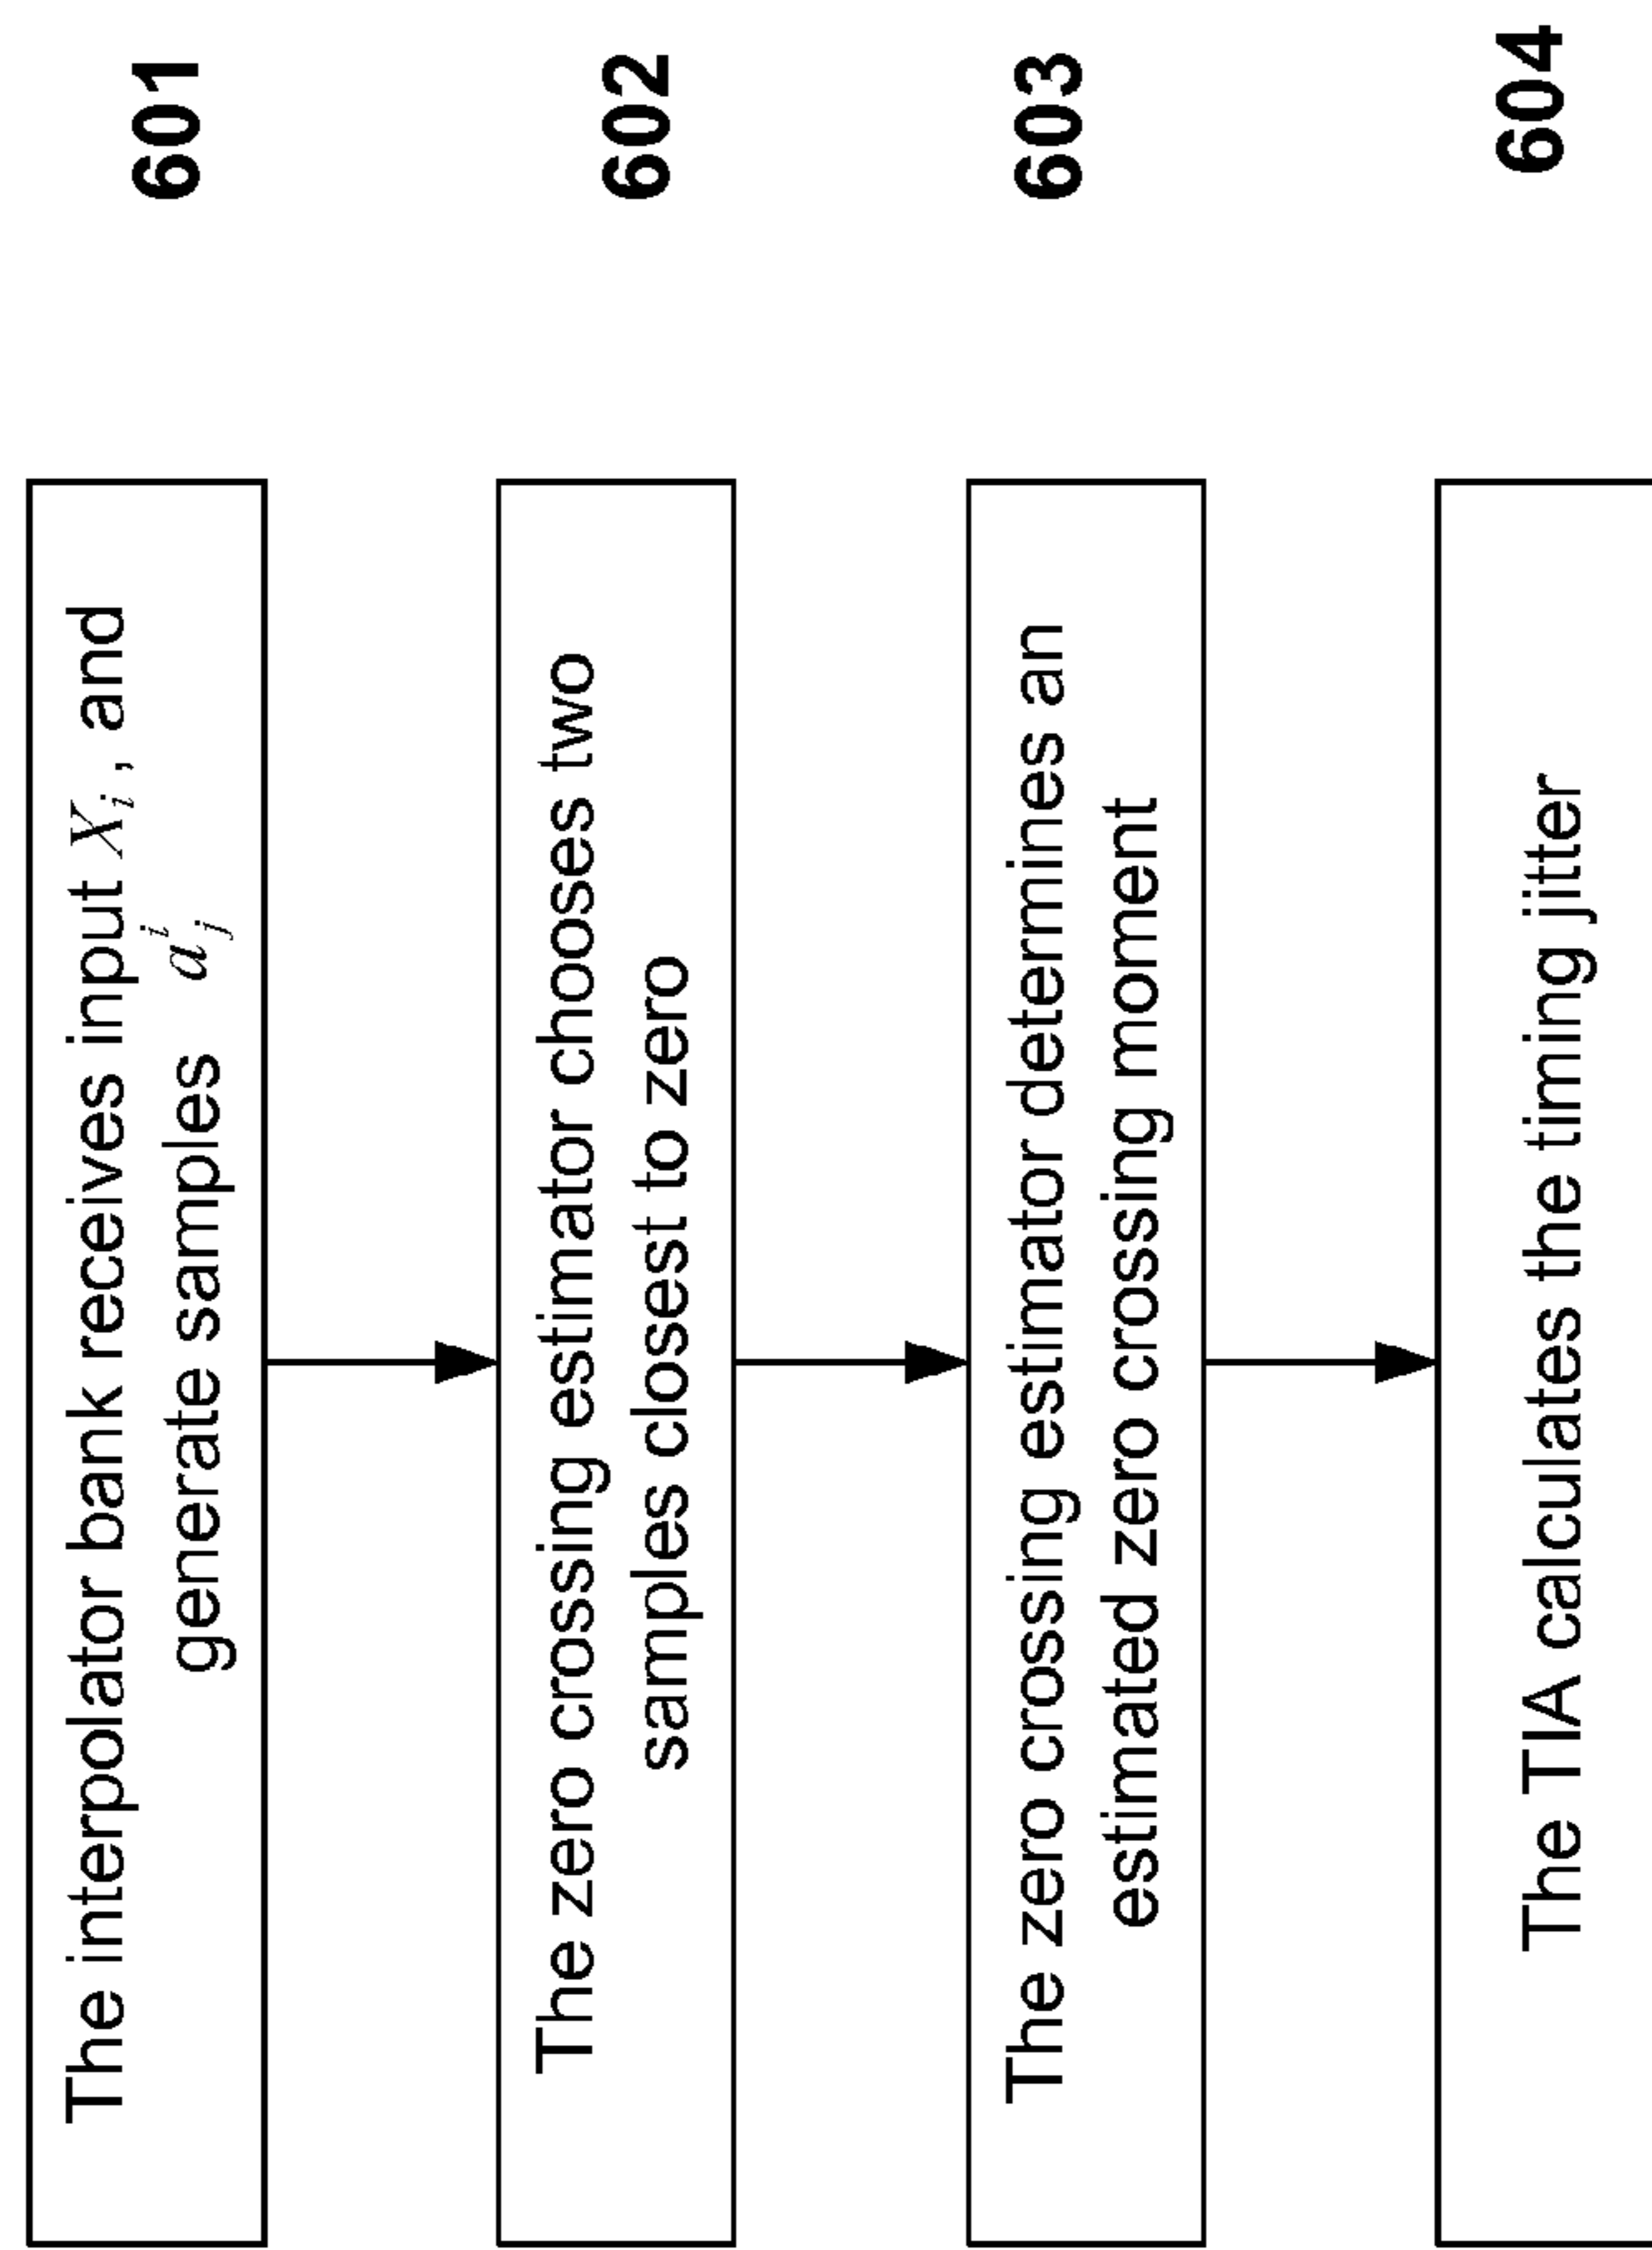 The interpolator bank receives input Xᵢ, and
generate samples aⱼⁱ
601
The zero crossing estimator chooses two
samples closest to zero
602
The zero crossing estimator determines an
estimated zero crossing moment
603
The TIA calculates the timing jitter
604